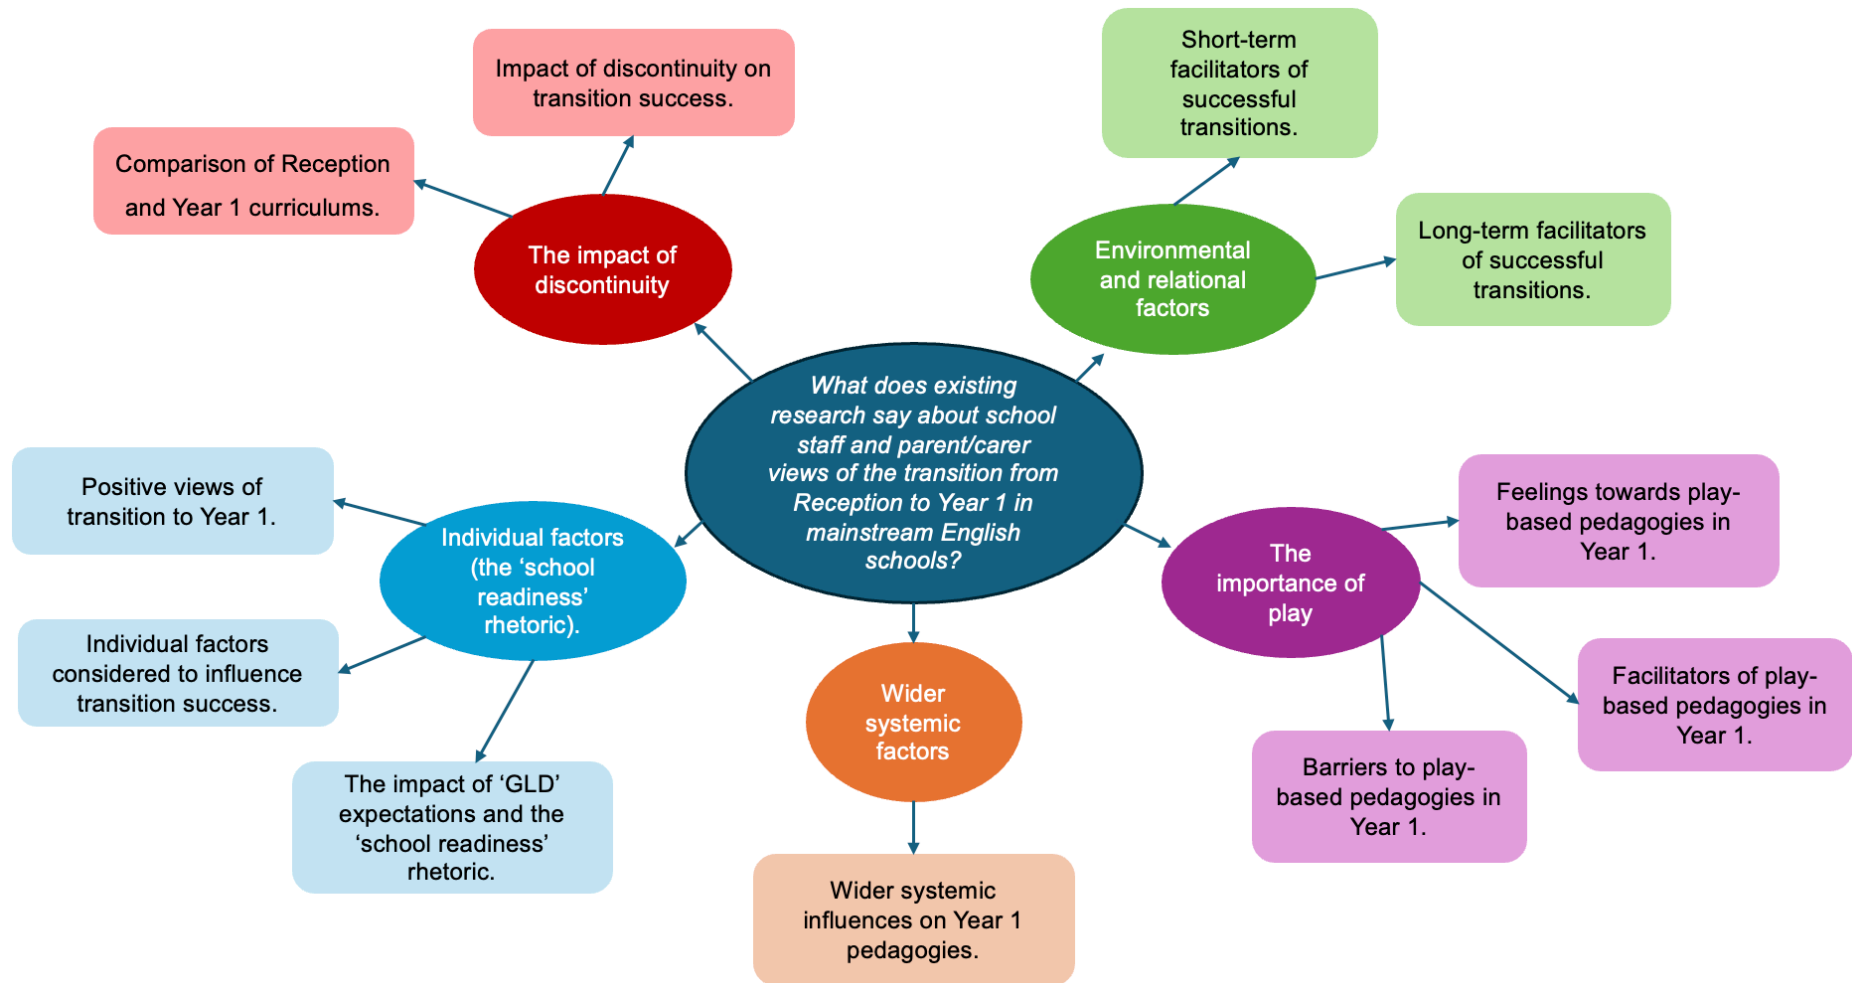 Impact of discontinuity on
transition success.
Comparison of Reception
and Year 1 curriculums.
The impact of
discontinuity
Short-term
facilitators of
successful
transitions.
Long-term facilitators
of successful
transitions.
Environmental
and relational
factors
What does existing
research say about school
staff and parent/carer
views of the transition from
Reception to Year 1 in
mainstream English
schools?
Positive views of
transition to Year 1.
Individual factors
(the ‘school
readiness’
rhetoric).
Individual factors
considered to influence
transition success.
The impact of ‘GLD’
expectations and the
‘school readiness’
rhetoric.
Wider
systemic
factors
Wider systemic
influences on Year 1
pedagogies.
The
importance of
play
Feelings towards play-
based pedagogies in
Year 1.
Facilitators of play-
based pedagogies in
Year 1.
Barriers to play-
based pedagogies in
Year 1.